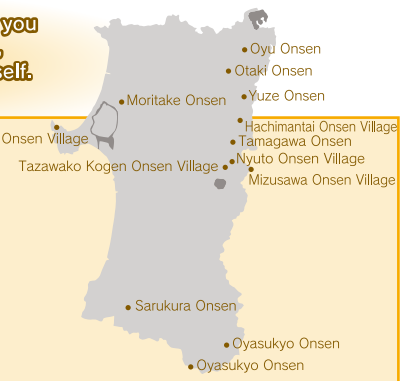 you
self.
Oyu Onsen
Otaki Onsen
Yuze Onsen
Moritake Onsen
Hachimantai Onsen Village
Onsen Village
Tamagawa Onsen
Nyuto Onsen Village
Tazawako Kogen Onsen Village
Mizusawa Onsen Village
Sarukura Onsen
Oyasukyo Onsen
Oyasukyo Onsen